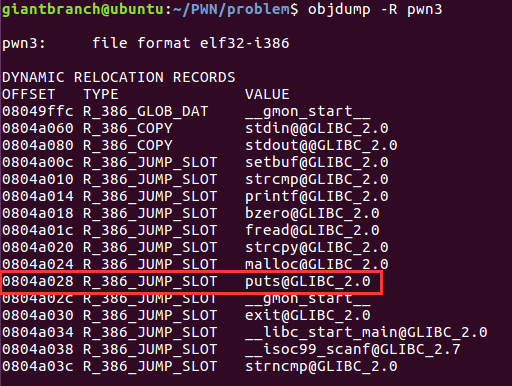 giantbranch@ubuntu:~/PWN/problem$ objdump -R pwn3
pwn3:     file format elf32-i386
DYNAMIC RELOCATION RECORDS
OFFSET   TYPE              VALUE
08049ffc R_386_GLOB_DAT    __gmon_start__
0804a060 R_386_COPY        stdin@@GLIBC_2.0
0804a080 R_386_COPY        stdout@@GLIBC_2.0
0804a00c R_386_JUMP_SLOT   setbuf@GLIBC_2.0
0804a010 R_386_JUMP_SLOT   strcmp@GLIBC_2.0
0804a014 R_386_JUMP_SLOT   printf@GLIBC_2.0
0804a018 R_386_JUMP_SLOT   bzero@GLIBC_2.0
0804a01c R_386_JUMP_SLOT   fread@GLIBC_2.0
0804a020 R_386_JUMP_SLOT   strcpy@GLIBC_2.0
0804a024 R_386_JUMP_SLOT   malloc@GLIBC_2.0
0804a028 R_386_JUMP_SLOT   puts@GLIBC_2.0
0804a02c R_386_JUMP_SLOT   __gmon_start__
0804a030 R_386_JUMP_SLOT   exit@GLIBC_2.0
0804a034 R_386_JUMP_SLOT   __libc_start_main@GLIBC_2.0
0804a038 R_386_JUMP_SLOT   __isoc99_scanf@GLIBC_2.7
0804a03c R_386_JUMP_SLOT   strncmp@GLIBC_2.0